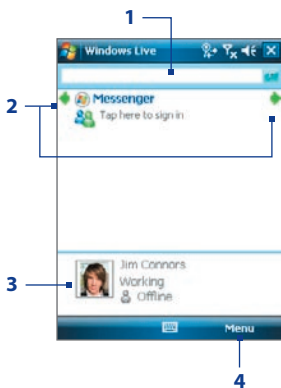 1
Windows Live
2
Messenger
Tap here to sign in
3
Jim Connors
Working
Offline
Menu
4